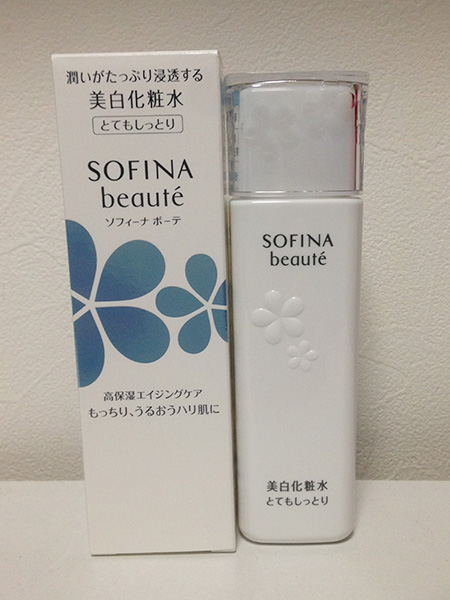 潤いがたっぷり浸透する
美白化粧水
とてもしっとり
SOFINA
beauté
ソフィーナ ボーテ
高保湿エイジングケア
もっちり、うるおうハリ肌に
SOFINA
beauté
美白化粧水
とてもしっとり